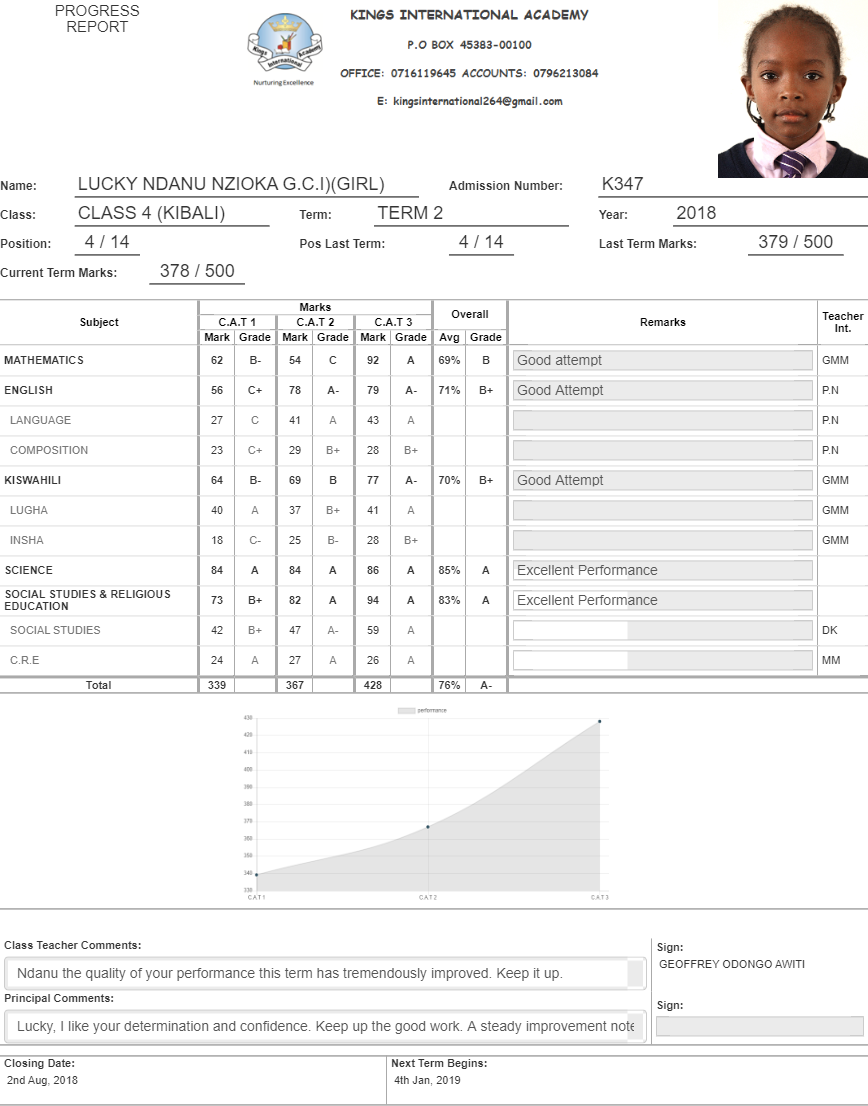 PROGRESS
REPORT
Kings International Academy
Nurturing Excellence
KINGS INTERNATIONAL ACADEMY
P.O BOX 45383-00100
OFFICE: 0716119645 ACCOUNTS: 0796213084
E: kingsinternational264@gmail.com
Name: LUCKY NDANU NZIOKA G.C.I)(GIRL) Admission Number: K347
Class: CLASS 4 (KIBALI) Term: TERM 2 Year: 2018
Position: 4 / 14 Pos Last Term: 4 / 14 Last Term Marks: 379 / 500
Current Term Marks: 378 / 500
Subject Marks Overall Remarks Teacher Int.
C.A.T 1 C.A.T 2 C.A.T 3
Mark Grade Mark Grade Mark Grade Avg Grade
MATHEMATICS 62 B- 54 C 92 A 69% B Good attempt GMM
ENGLISH 56 C+ 78 A- 79 A- 71% B+ Good Attempt P.N
LANGUAGE 27 C 41 A 43 A P.N
COMPOSITION 23 C+ 29 B+ 28 B+ P.N
KISWAHILI 64 B- 69 B 77 A- 70% B+ Good Attempt GMM
LUGHA 40 A 37 B+ 41 A GMM
INSHA 18 C- 25 B- 28 B+ GMM
SCIENCE 84 A 84 A 86 A 85% A Excellent Performance
SOCIAL STUDIES & RELIGIOUS
EDUCATION 73 B+ 82 A 94 A 83% A Excellent Performance
SOCIAL STUDIES 42 B+ 47 A- 59 A DK
C.R.E 24 A 27 A 26 A MM
Total 339 367 428 76% A-
performance
430
420
410
400
390
380
370
360
350
340
330
CAT1 CAT2 CAT3
Class Teacher Comments: Sign:
Ndanu the quality of your performance this term has tremendously improved. Keep it up. GEOFFREY ODONGO AWITI
Principal Comments: Sign:
Lucky, I like your determination and confidence. Keep up the good work. A steady improvement note
Closing Date: Next Term Begins:
2nd Aug, 2018 4th Jan, 2019